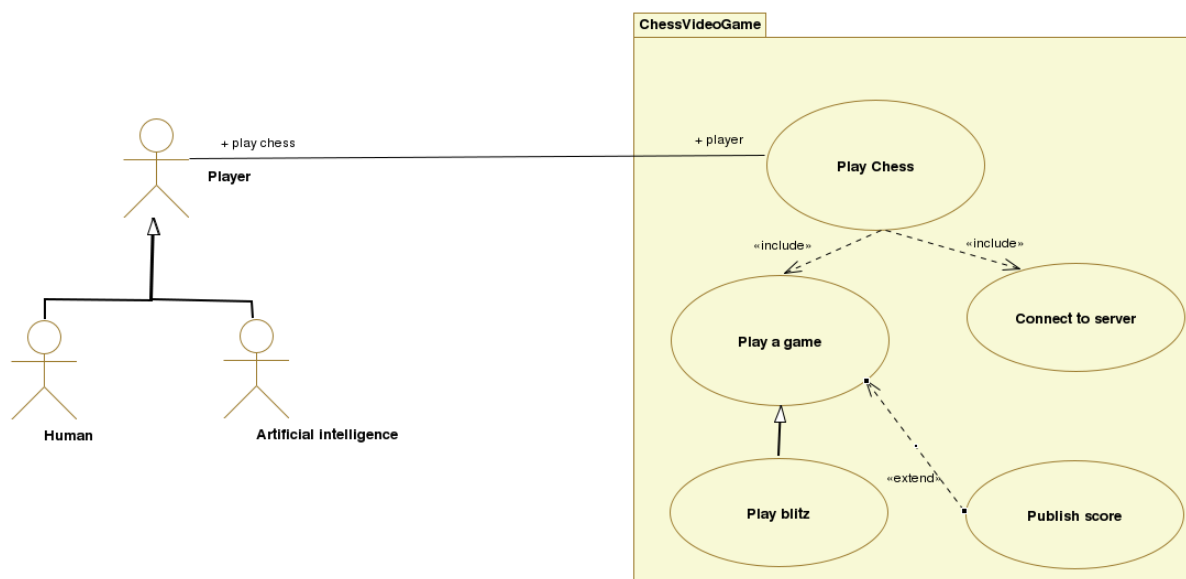 ChessVideoGame
+ play chess
+ player
Player
Play Chess
«include»
«include»
Play a game
Connect to server
Human
Artificial intelligence
«extend»
Play blitz
Publish score